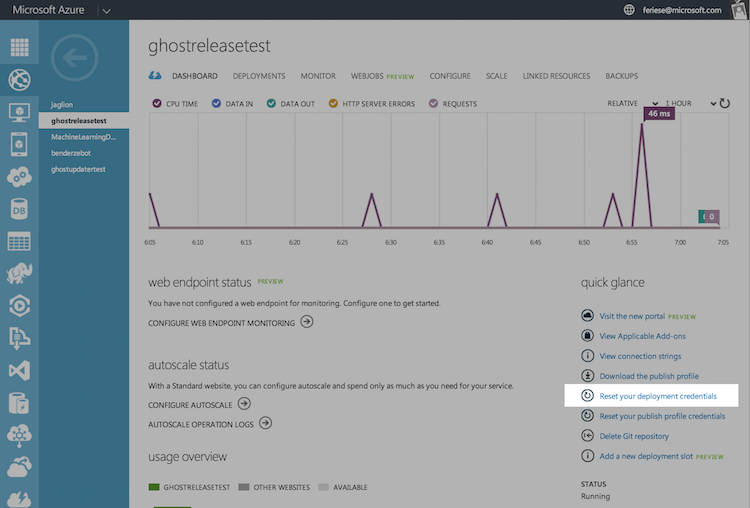 Microsoft Azure
feriese@microsoft.com
ghostreleasetest
DASHBOARD DEPLOYMENTS MONITOR WEBJOBS PREVIEW CONFIGURE SCALE LINKED RESOURCES BACKUPS
jaglion
ghostreleasetest
MachineLearningD...
benderzebot
ghostupdatertest
CPU TIME DATA IN DATA OUT HTTP SERVER ERRORS REQUESTS RELATIVE 1 HOUR
46 ms
0
6:05 6:10 6:15 6:20 6:25 6:30 6:35 6:40 6:45 6:50 6:55 7:00 7:05
web endpoint status PREVIEW
You have not configured a web endpoint for monitoring. Configure one to get started.
CONFIGURE WEB ENDPOINT MONITORING
autoscale status
With a Standard website, you can configure autoscale and spend only as much as you need for your service.
CONFIGURE AUTOSCALE
AUTOSCALE OPERATION LOGS
usage overview
GHOSTRELEASETEST OTHER WEBSITES AVAILABLE
quick glance
Visit the new portal PREVIEW
View Applicable Add-ons
View connection strings
Download the publish profile
Reset your deployment credentials
Reset your publish profile credentials
Delete Git repository
Add a new deployment slot PREVIEW
STATUS
Running
DB